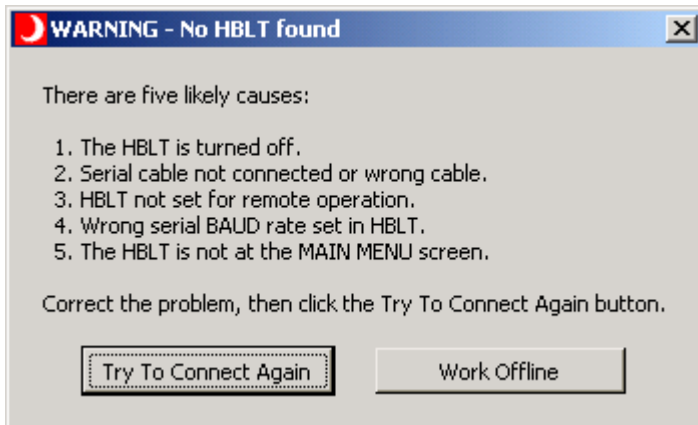 WARNING - No HBLT found
There are five likely causes:
1. The HBLT is turned off.
2. Serial cable not connected or wrong cable.
3. HBLT not set for remote operation.
4. Wrong serial BAUD rate set in HBLT.
5. The HBLT is not at the MAIN MENU screen.
Correct the problem, then click the Try To Connect Again button.
Try To Connect Again
Work Offline